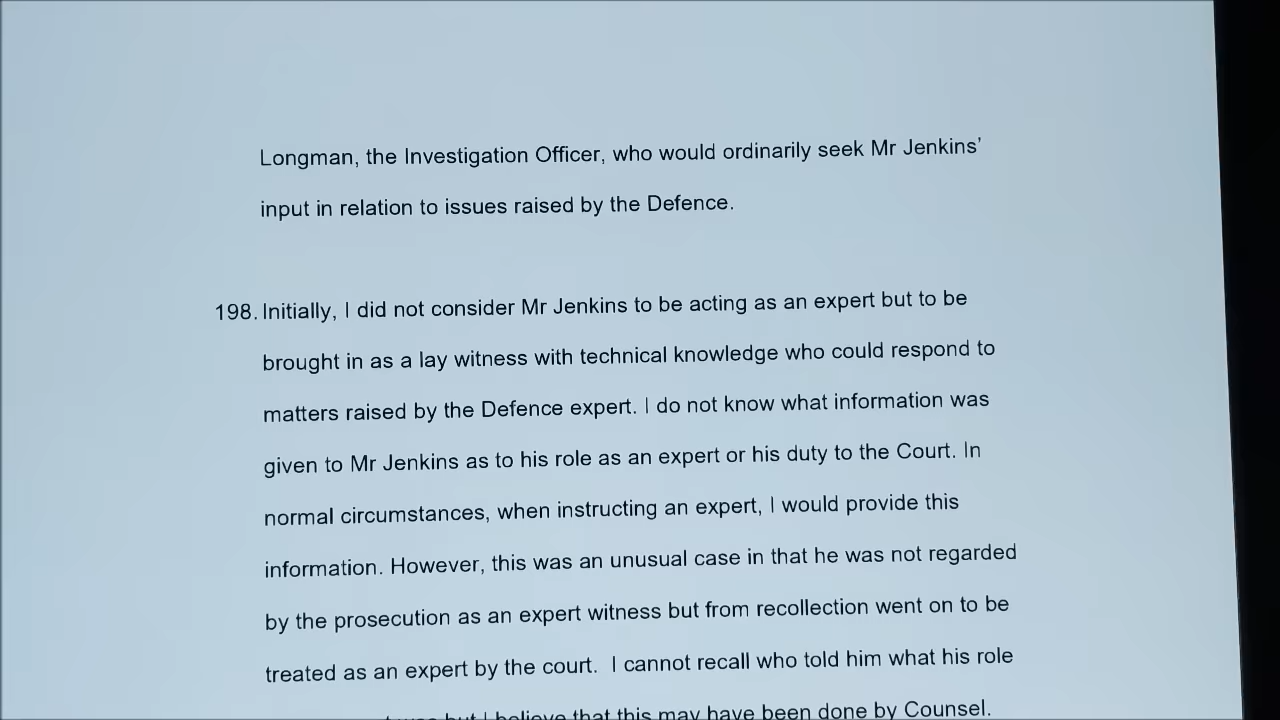 Longman, the Investigation Officer, who would ordinarily seek Mr Jenkins'
input in relation to issues raised by the Defence.
198. Initially, I did not consider Mr Jenkins to be acting as an expert but to be
brought in as a lay witness with technical knowledge who could respond to
matters raised by the Defence expert. I do not know what information was
given to Mr Jenkins as to his role as an expert or his duty to the Court. In
normal circumstances, when instructing an expert, I would provide this
information. However, this was an unusual case in that he was not regarded
by the prosecution as an expert witness but from recollection went on to be
treated as an expert by the court.  I cannot recall who told him what his role
but I believe that this may have been done by Counsel.